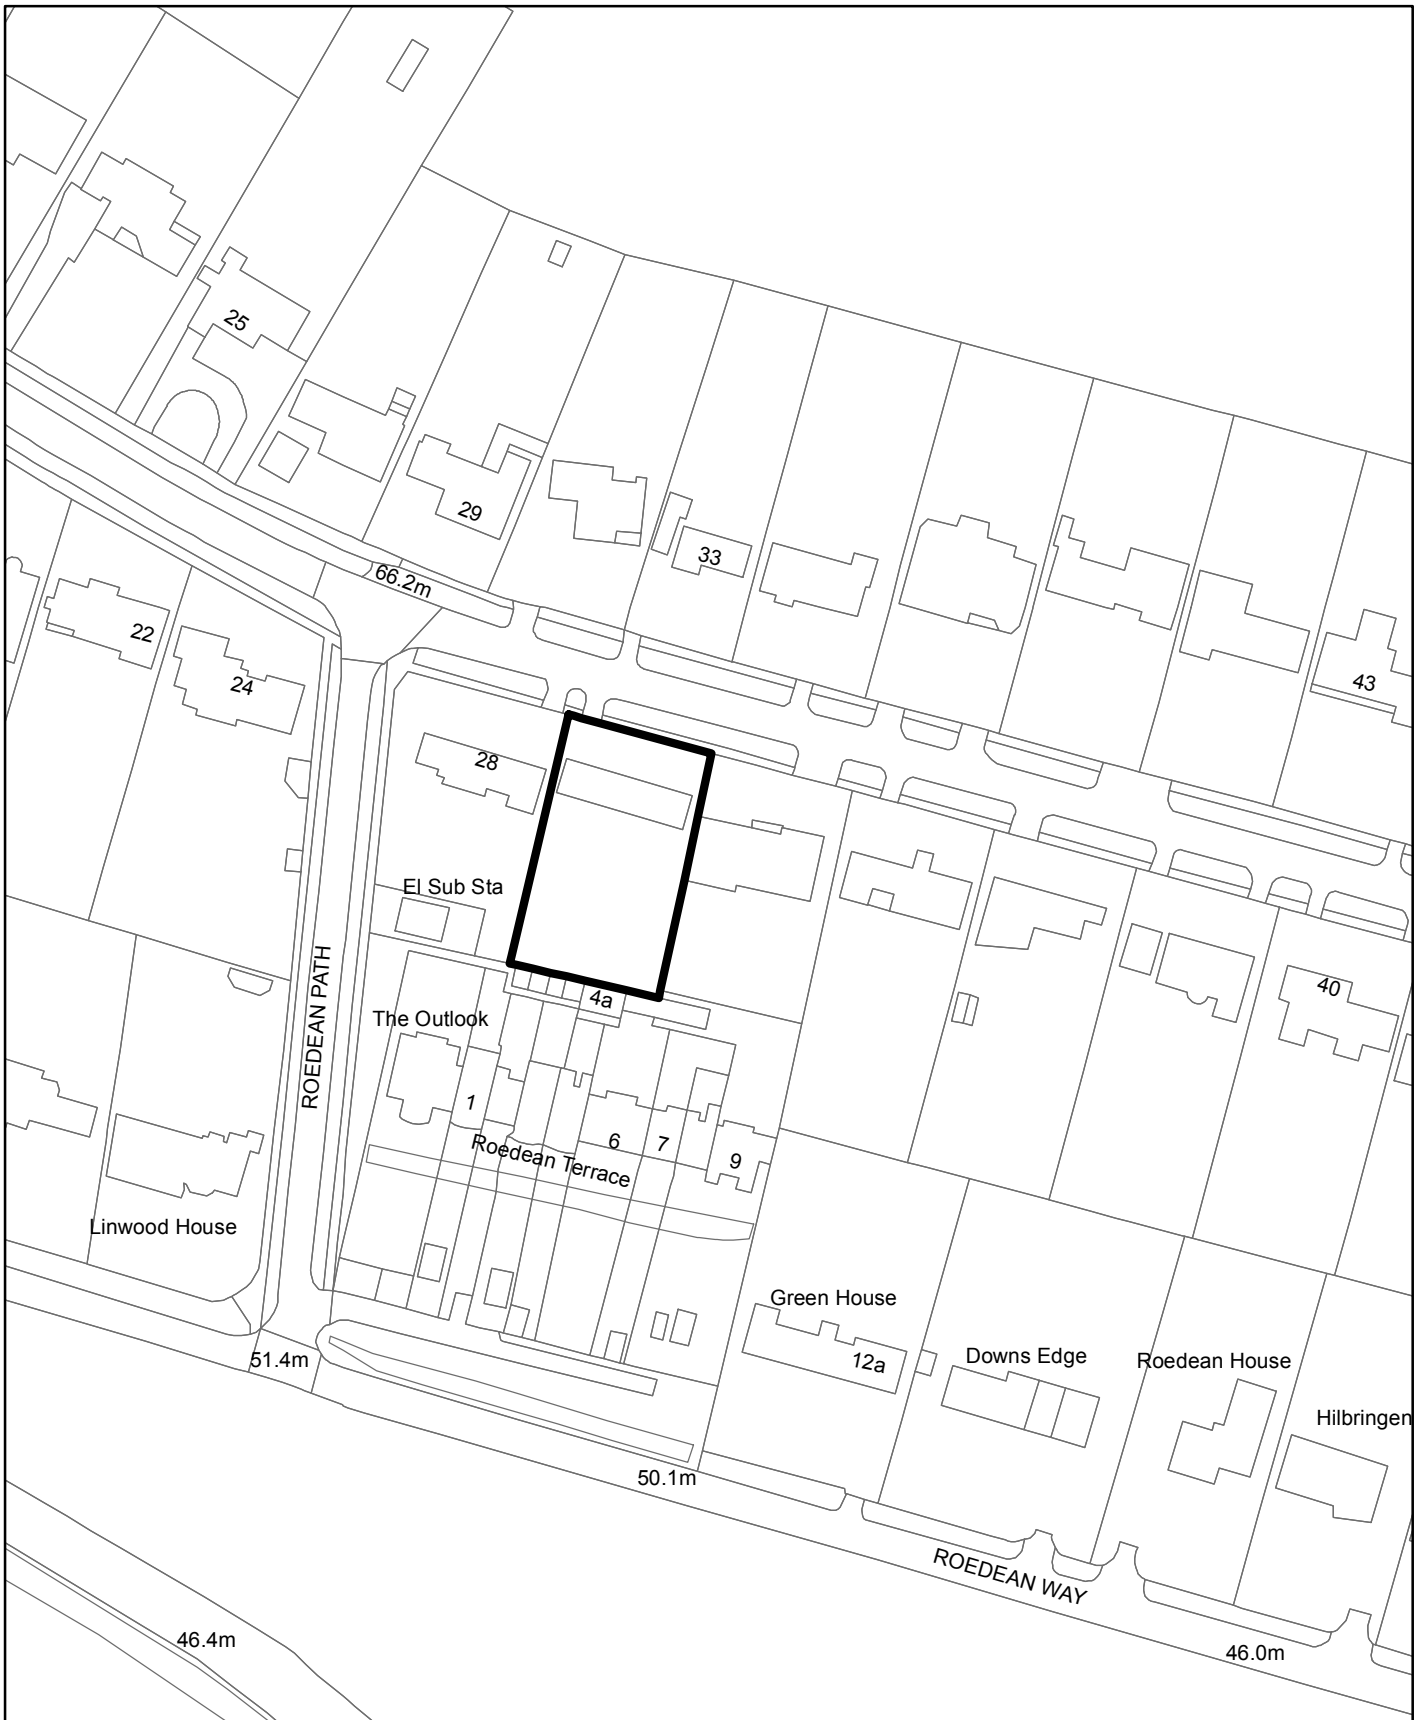 25
29
33
66.2m
22
24
43
28
El Sub Sta
4a
40
ROEDEAN PATH
The Outlook
1
6
7
9
Roedean Terrace
Linwood House
Green House
12a
51.4m
Downs Edge
Roedean House
Hilbringen
50.1m
ROEDEAN WAY
46.4m
46.0m